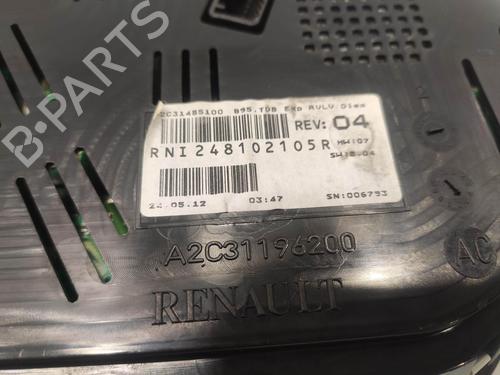 2C31485100 B95.TDB Exp RVLV Dies
REV: 04
RNI248102105R
HW:07
SW:8.04
24.05.12 03:47 SN:006793
A2C31196200
AC
RENAULT
B-PARTS